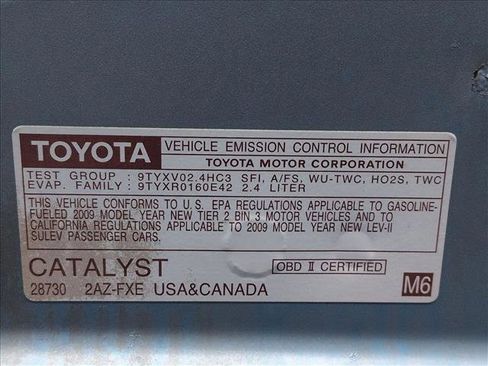 TOYOTA
VEHICLE EMISSION CONTROL INFORMATION
TOYOTA MOTOR CORPORATION
TEST GROUP : 9TYXV02.4HC3 SFI, A/FS, WU-TWC, HO2S, TWC
EVAP. FAMILY : 9TYXR0160E42 2.4 LITER
THIS VEHICLE CONFORMS TO U.S. EPA REGULATIONS APPLICABLE TO GASOLINE-
FUELED 2009 MODEL YEAR NEW TIER 2 BIN 3 MOTOR VEHICLES AND TO
CALIFORNIA REGULATIONS APPLICABLE TO 2009 MODEL YEAR NEW LEV-II
SULEV PASSENGER CARS.
CATALYST
OBD II CERTIFIED
28730 2AZ-FXE USA&CANADA
M6